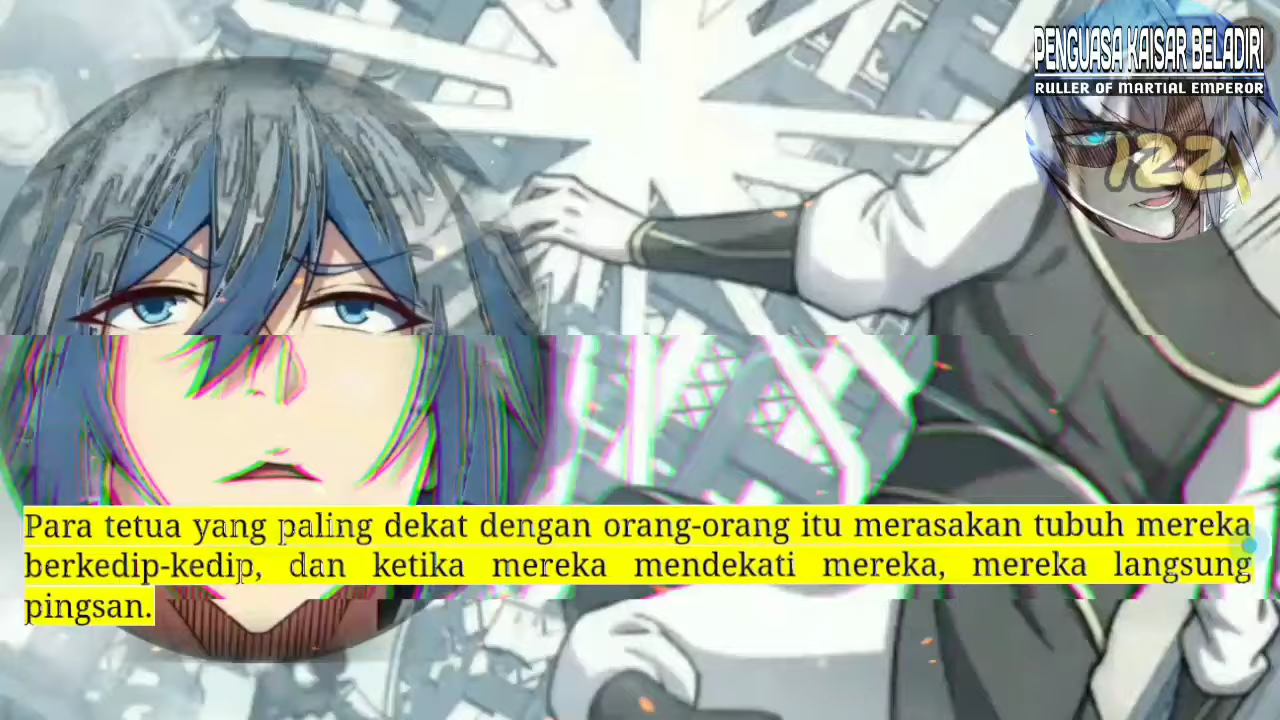 PENGUASA KAISAR BELADIRI
RULLER OF MARTIAL EMPEROR
122
Para tetua yang paling dekat dengan orang-orang itu merasakan tubuh mereka
berkedip-kedip, dan ketika mereka mendekati mereka, mereka langsung
pingsan.